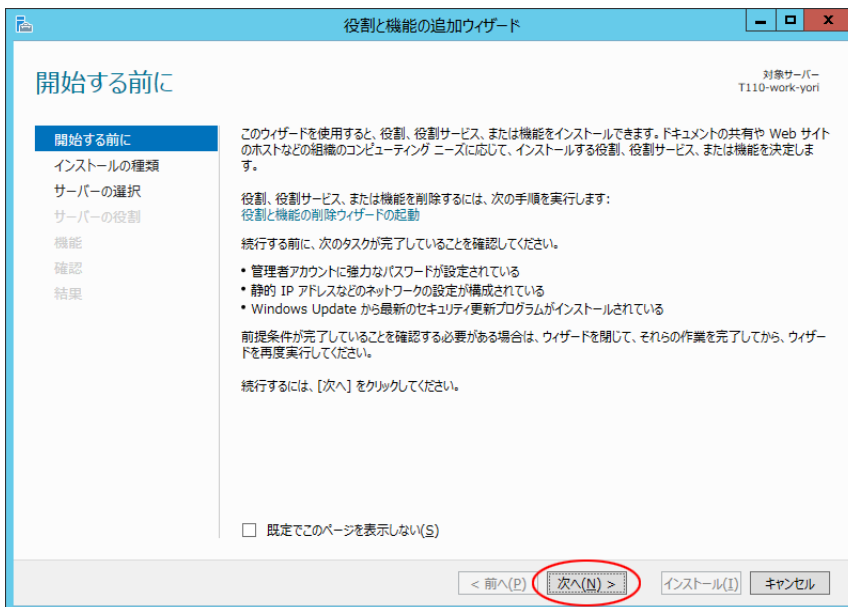 役割と機能の追加ウィザード
開始する前に
対象サーバー
T110-work-yori
開始する前に
インストールの種類
サーバーの選択
サーバーの役割
機能
確認
結果
このウィザードを使用すると、役割、役割サービス、または機能をインストールできます。ドキュメントの共有や Web サイト
のホストなどの組織のコンピューティング ニーズに応じて、インストールする役割、役割サービス、または機能を決定しま
す。
役割、役割サービス、または機能を削除するには、次の手順を実行します:
役割と機能の削除ウィザードの起動
続行する前に、次のタスクが完了していることを確認してください。
• 管理者アカウントに強力なパスワードが設定されている
• 静的 IP アドレスなどのネットワークの設定が構成されている
• Windows Update から最新のセキュリティ更新プログラムがインストールされている
前提条件が完了していることを確認する必要がある場合は、ウィザードを閉じて、それらの作業を完了してから、ウィザー
ドを再度実行してください。
続行するには、[次へ] をクリックしてください。
既定でこのページを表示しない(S)
< 前へ(P)
次へ(N) >
インストール(I)
キャンセル